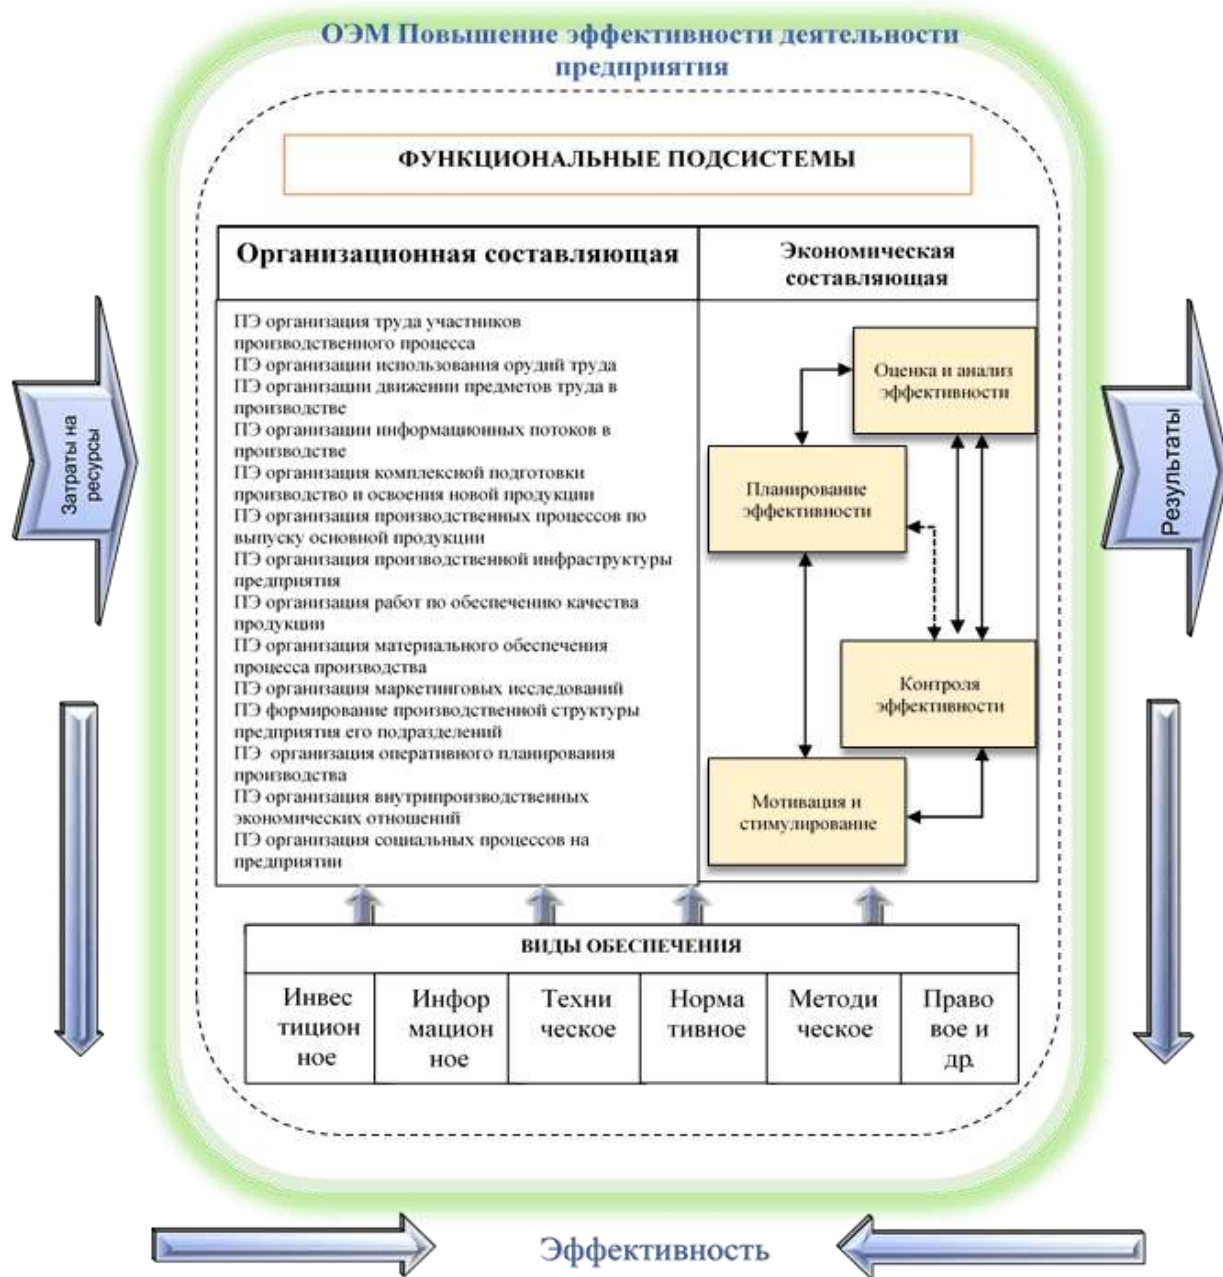 ОЭМ Повышение эффективности деятельности
предприятия
ФУНКЦИОНАЛЬНЫЕ ПОДСИСТЕМЫ
Организационная составляющая
Экономическая
составляющая
ПЭ организация труда участников
производственного процесса
ПЭ организации использования орудий труда
ПЭ организации движении предметов труда в
производстве
ПЭ организации информационных потоков в
производстве
ПЭ организация комплексной подготовки
производство и освоения новой продукции
ПЭ организация производственных процессов по
выпуску основной продукции
ПЭ организация производственной инфраструктуры
предприятия
ПЭ организация работ по обеспечению качества
продукции
ПЭ организация материального обеспечения
процесса производства
ПЭ организация маркетинговых исследований
ПЭ формирование производственной структуры
предприятия его подразделений
ПЭ организация оперативного планирования
производства
ПЭ организация внутрипроизводственных
экономических отношений
ПЭ организация социальных процессов на
предприятии
Оценка и анализ
эффективности
Планирование
эффективности
Контроля
эффективности
Мотивация и
стимулирование
Затраты на
ресурсы
Результаты
ВИДЫ ОБЕСПЕЧЕНИЯ
Инвес
тицион
ное
Инфор
мацион
ное
Техни
ческое
Норма
тивное
Методи
ческое
Право
вое и
др.
Эффективность